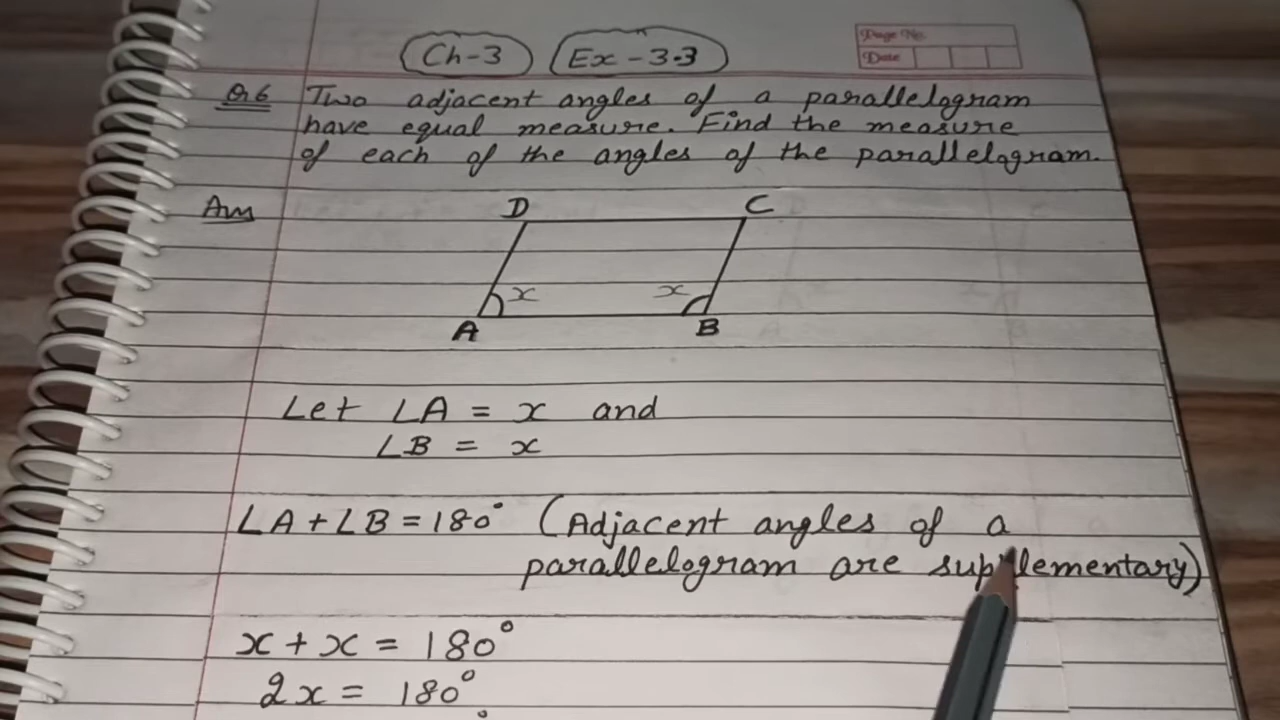 Ch-3 Ex-3.3
Page No.
Date
Q.6 Two adjacent angles of a parallelogram
have equal measure. Find the measure
of each of the angles of the parallelogram.
Ans
D C
x x
A B
Let ∠A = x and
∠B = x
∠A + ∠B = 180° (Adjacent angles of a
parallelogram are supplementary)
x + x = 180°
2x = 180°